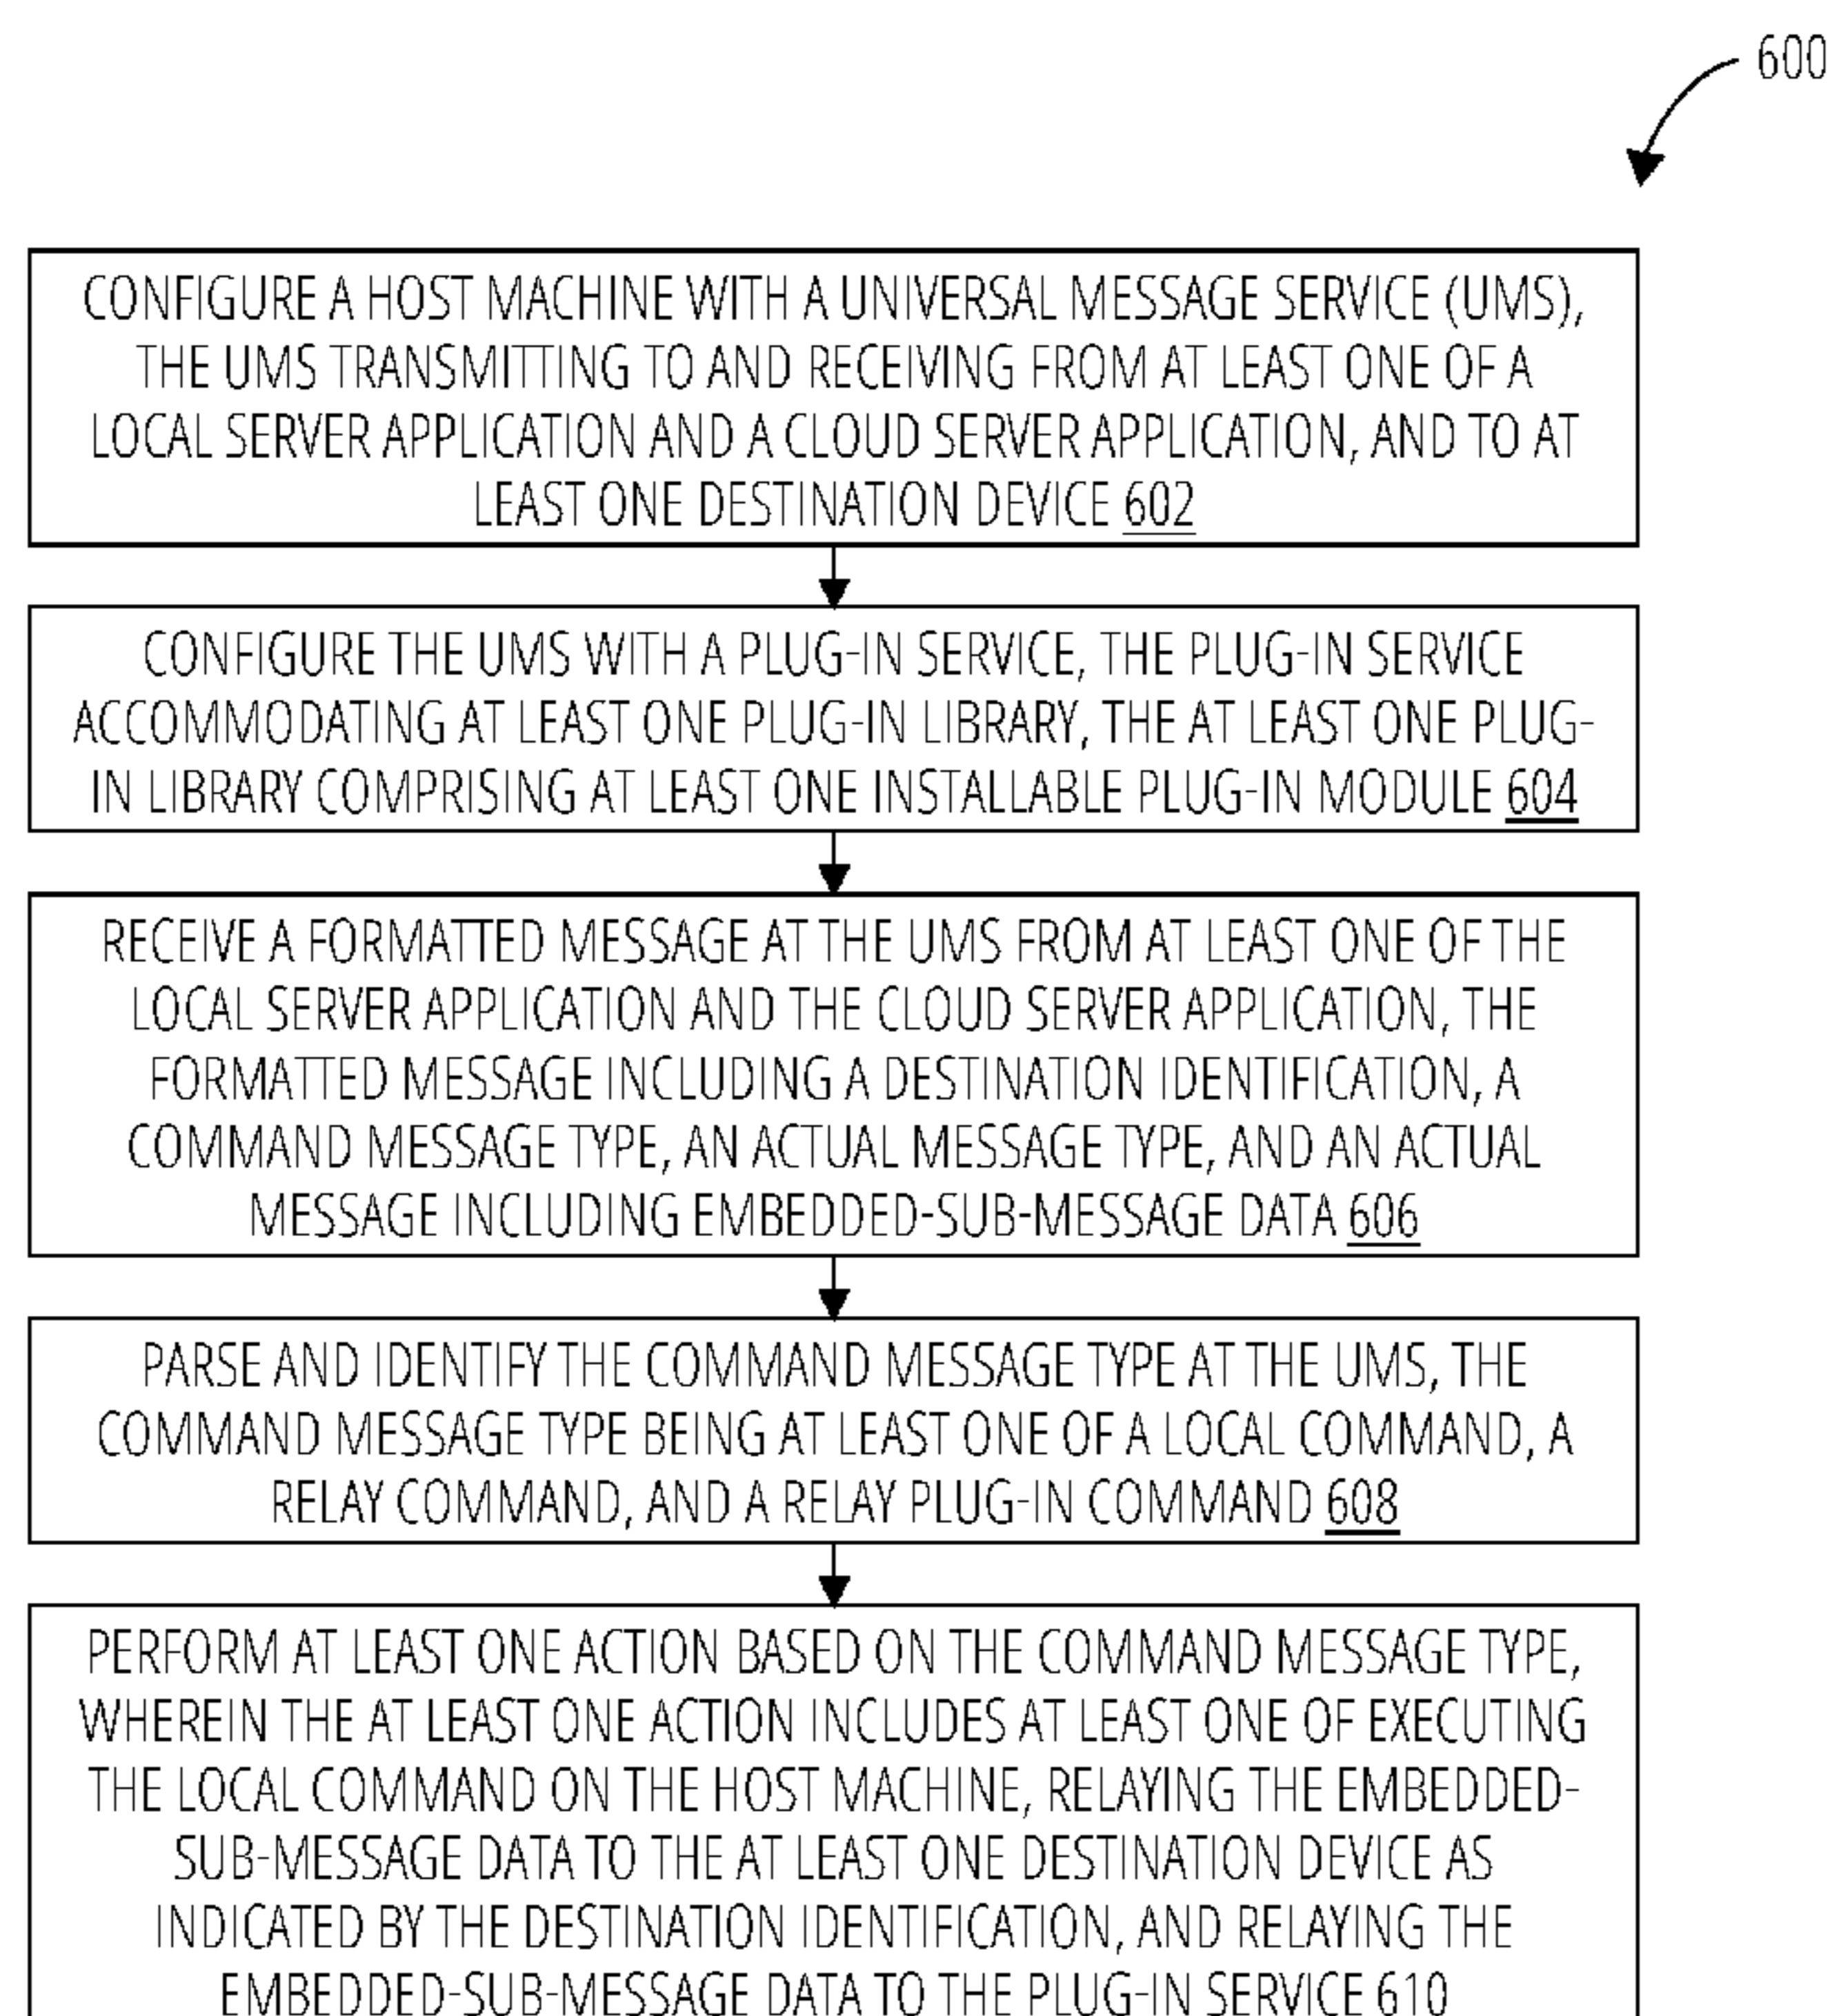 600
CONFIGURE A HOST MACHINE WITH A UNIVERSAL MESSAGE SERVICE (UMS),
THE UMS TRANSMITTING TO AND RECEIVING FROM AT LEAST ONE OF A
LOCAL SERVER APPLICATION AND A CLOUD SERVER APPLICATION, AND TO AT
LEAST ONE DESTINATION DEVICE 602
CONFIGURE THE UMS WITH A PLUG-IN SERVICE, THE PLUG-IN SERVICE
ACCOMMODATING AT LEAST ONE PLUG-IN LIBRARY, THE AT LEAST ONE PLUG-
IN LIBRARY COMPRISING AT LEAST ONE INSTALLABLE PLUG-IN MODULE 604
RECEIVE A FORMATTED MESSAGE AT THE UMS FROM AT LEAST ONE OF THE
LOCAL SERVER APPLICATION AND THE CLOUD SERVER APPLICATION, THE
FORMATTED MESSAGE INCLUDING A DESTINATION IDENTIFICATION, A
COMMAND MESSAGE TYPE, AN ACTUAL MESSAGE TYPE, AND AN ACTUAL
MESSAGE INCLUDING EMBEDDED-SUB-MESSAGE DATA 606
PARSE AND IDENTIFY THE COMMAND MESSAGE TYPE AT THE UMS, THE
COMMAND MESSAGE TYPE BEING AT LEAST ONE OF A LOCAL COMMAND, A
RELAY COMMAND, AND A RELAY PLUG-IN COMMAND 608
PERFORM AT LEAST ONE ACTION BASED ON THE COMMAND MESSAGE TYPE,
WHEREIN THE AT LEAST ONE ACTION INCLUDES AT LEAST ONE OF EXECUTING
THE LOCAL COMMAND ON THE HOST MACHINE, RELAYING THE EMBEDDED-
SUB-MESSAGE DATA TO THE AT LEAST ONE DESTINATION DEVICE AS
INDICATED BY THE DESTINATION IDENTIFICATION, AND RELAYING THE
EMBEDDED-SUB-MESSAGE DATA TO THE PLUG-IN SERVICE 610